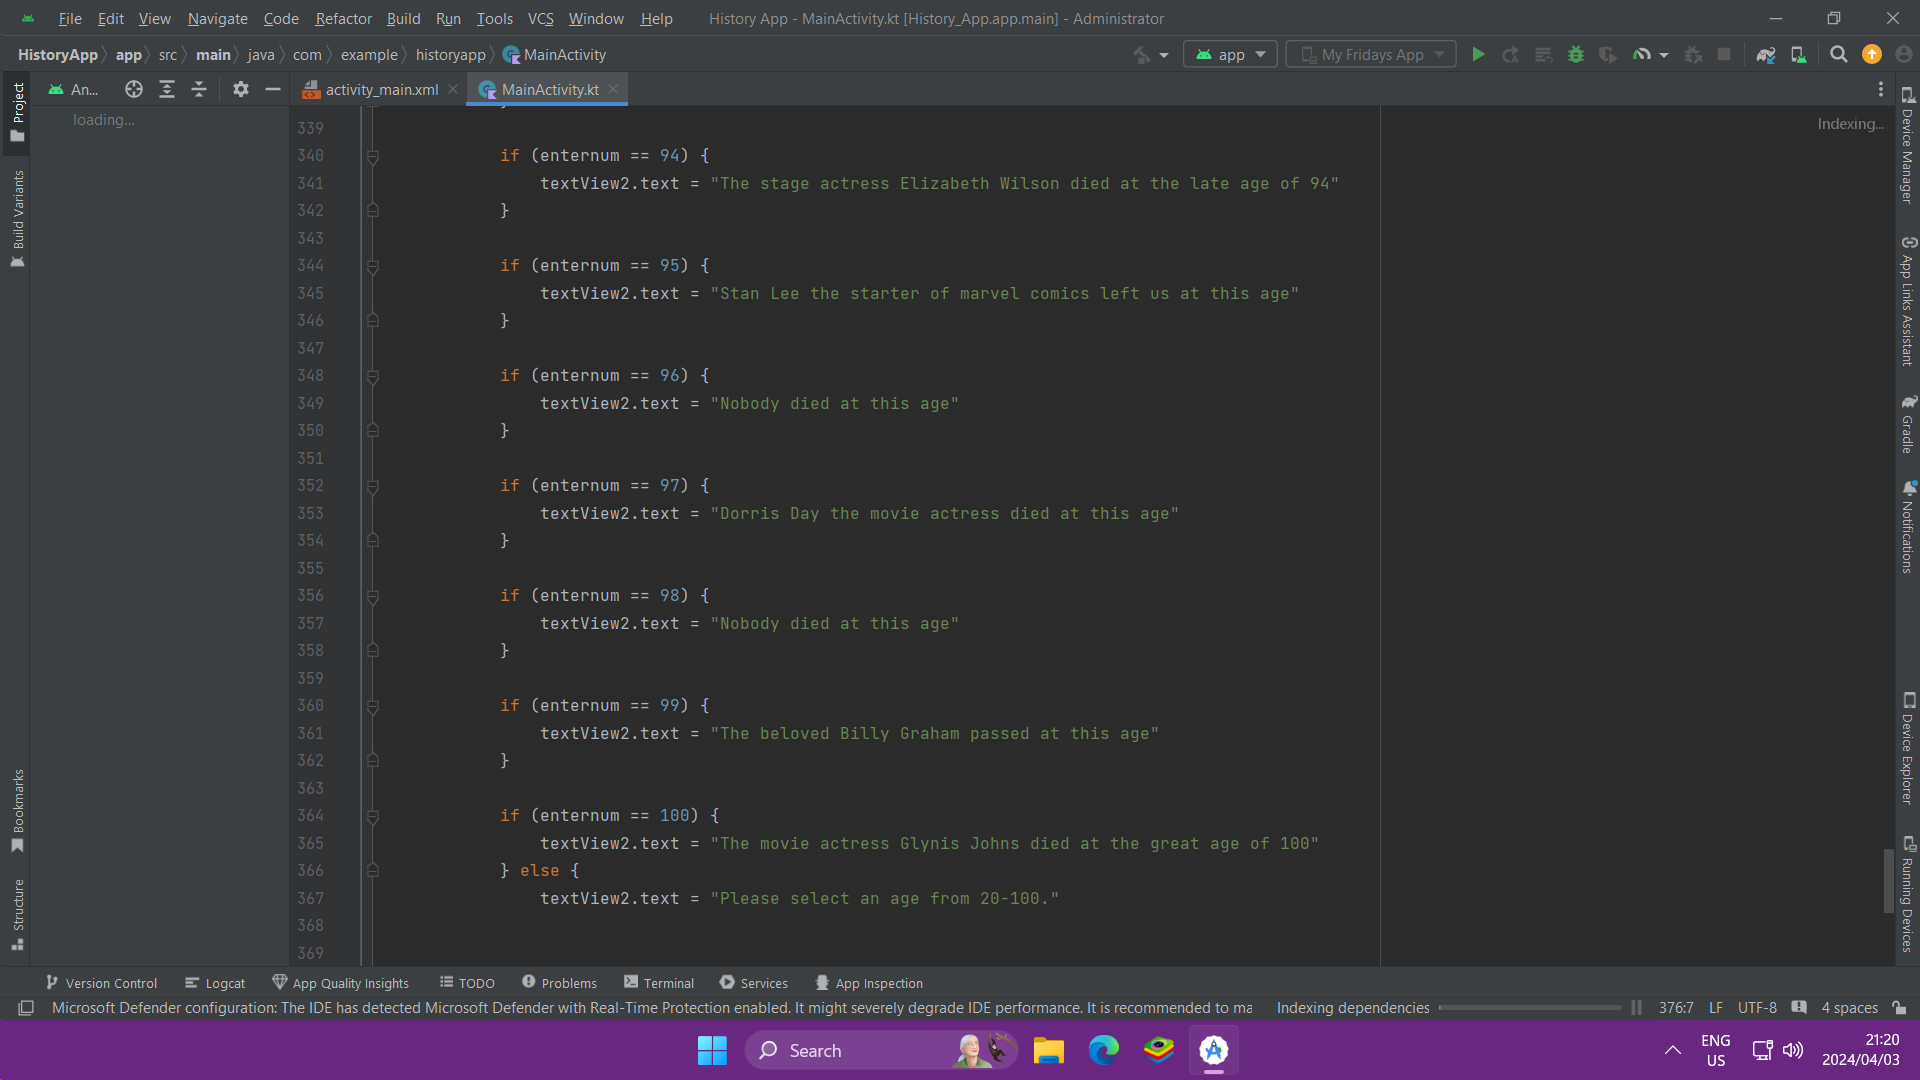 File Edit View Navigate Code Refactor Build Run Tools VCS Window Help History App - MainActivity.kt [History_App.app.main] - Administrator
HistoryApp app src main java com example historyapp MainActivity app My Fridays App
An... activity_main.xml MainActivity.kt
Project
loading...
Indexing...
Build Variants
Bookmarks
Structure
339
340 if (enternum == 94) {
341 textView2.text = "The stage actress Elizabeth Wilson died at the late age of 94"
342 }
343
344 if (enternum == 95) {
345 textView2.text = "Stan Lee the starter of marvel comics left us at this age"
346 }
347
348 if (enternum == 96) {
349 textView2.text = "Nobody died at this age"
350 }
351
352 if (enternum == 97) {
353 textView2.text = "Dorris Day the movie actress died at this age"
354 }
355
356 if (enternum == 98) {
357 textView2.text = "Nobody died at this age"
358 }
359
360 if (enternum == 99) {
361 textView2.text = "The beloved Billy Graham passed at this age"
362 }
363
364 if (enternum == 100) {
365 textView2.text = "The movie actress Glynis Johns died at the great age of 100"
366 } else {
367 textView2.text = "Please select an age from 20-100."
368
369
Device Manager
App Links Assistant
Gradle
Notifications
Device Explorer
Running Devices
Version Control Logcat App Quality Insights TODO Problems Terminal Services App Inspection
Microsoft Defender configuration: The IDE has detected Microsoft Defender with Real-Time Protection enabled. It might severely degrade IDE performance. It is recommended to ma Indexing dependencies 376:7 LF UTF-8 4 spaces
Search
ENG
US
21:20
2024/04/03